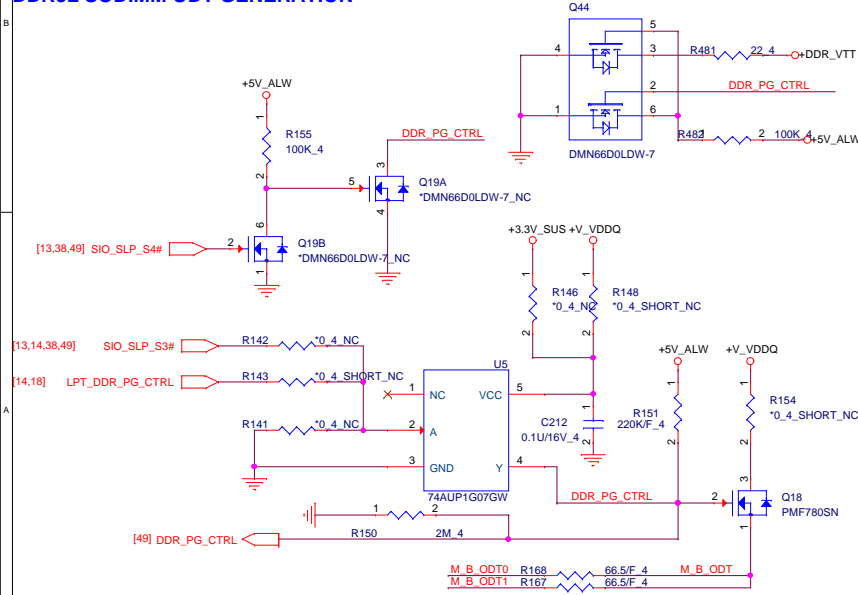 DDR3L SODIMM ODT GENERATION
B
Q44
5
4
3
R481
22_4
+DDR_VTT
2
DDR_PG_CTRL
1
6
R482
1
2
100K_4
+5V_ALW
DMN66D0LDW-7
+5V_ALW
1
R155
100K_4
2
DDR_PG_CTRL
3
5
Q19A
*DMN66D0LDW-7_NC
4
6
[13,38,49] SIO_SLP_S4#
2
Q19B
*DMN66D0LDW-7_NC
1
+3.3V_SUS +V_VDDQ
1
1
R146
*0_4_NC
R148
*0_4_SHORT_NC
2
2
[13,14,38,49] SIO_SLP_S3#
R142
*0_4_NC
[14,18] LPT_DDR_PG_CTRL
R143
*0_4_SHORT_NC
A
R141
*0_4_NC
U5
1
NC
VCC
5
2
A
3
GND
Y
4
74AUP1G07GW
1
C212
0.1U/16V_4
2
+5V_ALW
1
R151
220K/F_4
2
+V_VDDQ
1
R154
*0_4_SHORT_NC
2
DDR_PG_CTRL
3
2
Q18
PMF780SN
1
1
2
R150
2M_4
[49] DDR_PG_CTRL
M_B_ODT0
R168
66.5/F_4
M_B_ODT
M_B_ODT1
R167
66.5/F_4